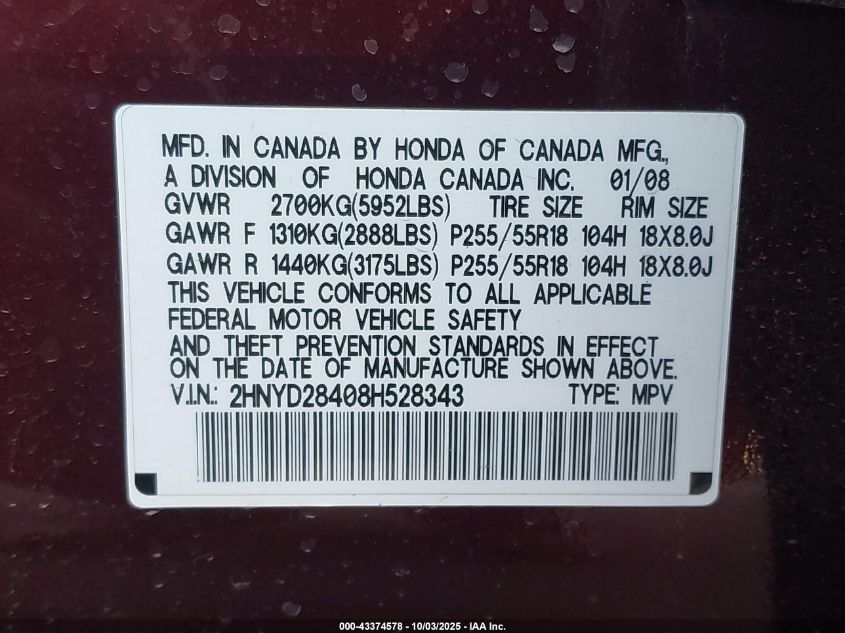 MFD. IN CANADA BY HONDA OF CANADA MFG.,
A DIVISION OF HONDA CANADA INC. 01/08
GVWR 2700KG(5952LBS) TIRE SIZE RIM SIZE
GAWR F 1310KG(2888LBS) P255/55R18 104H 18X8.0J
GAWR R 1440KG(3175LBS) P255/55R18 104H 18X8.0J
THIS VEHICLE CONFORMS TO ALL APPLICABLE
FEDERAL MOTOR VEHICLE SAFETY
AND THEFT PREVENTION STANDARDS IN EFFECT
ON THE DATE OF MANUFACTURE SHOWN ABOVE.
V.I.N.: 2HNYD28408H528343 TYPE: MPV
000-43374578 - 10/03/2025 - IAA Inc.